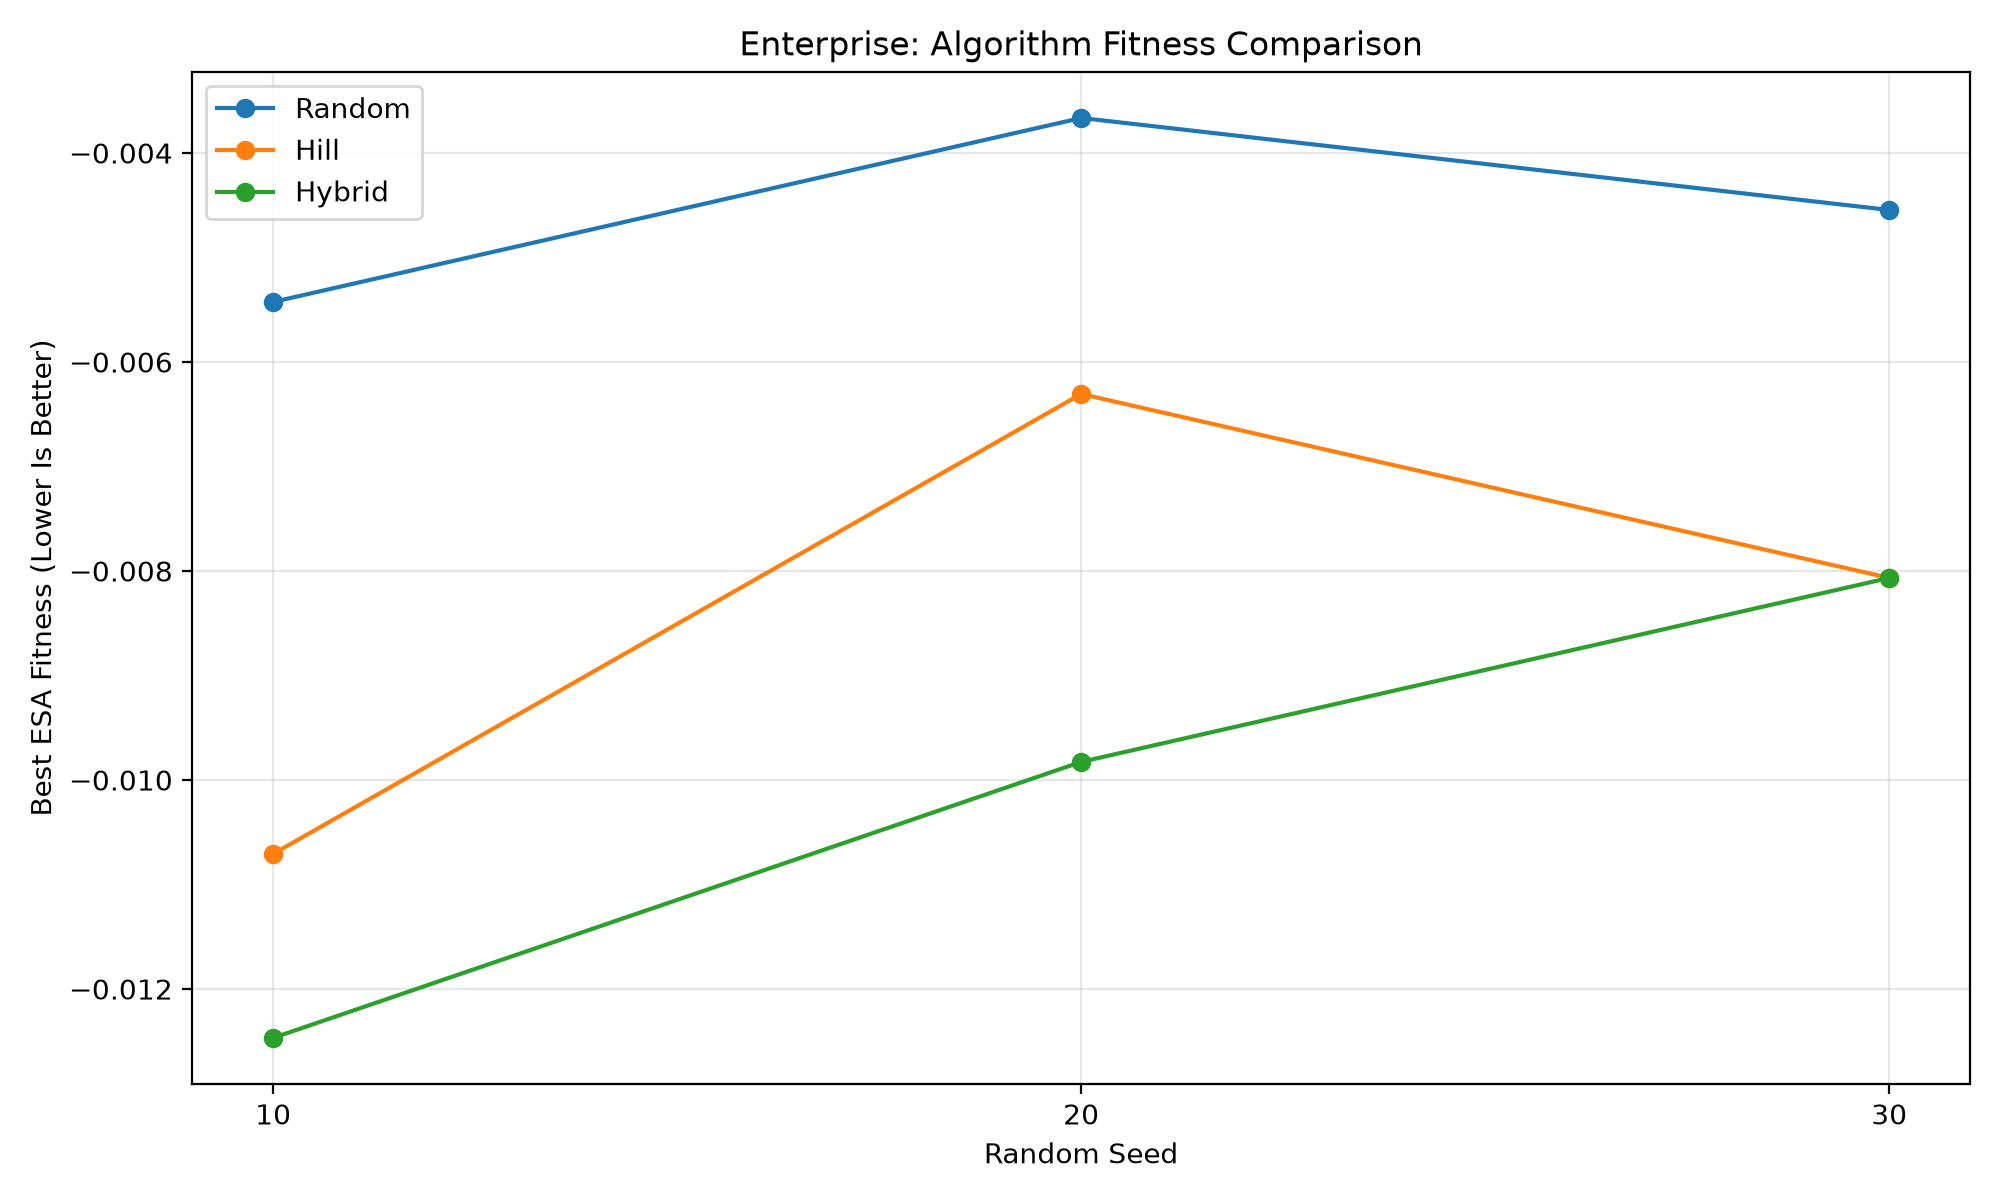 Enterprise: Algorithm Fitness Comparison
Random
Hill
Hybrid
−0.004
−0.006
−0.008
−0.010
−0.012
Best ESA Fitness (Lower Is Better)
10
20
30
Random Seed